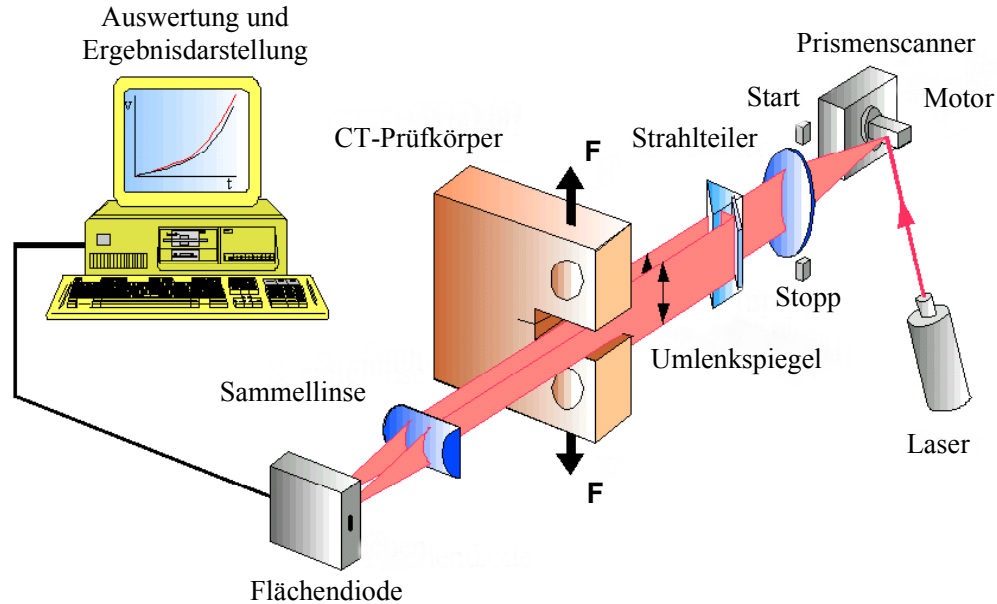 Auswertung und
Ergebnisdarstellung
v
t
CT-Prüfkörper
F
F
Strahlteiler
Start
Prismenscanner
Motor
Stopp
Umlenkspiegel
Laser
Sammellinse
Flächendiode